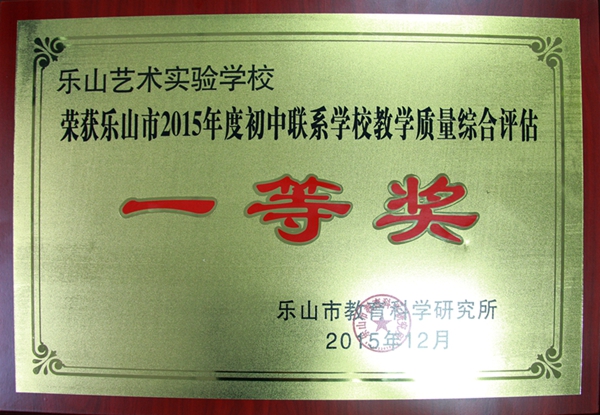 乐山艺术实验学校
荣获乐山市2015年度初中联系学校教学质量综合评估
一等奖
乐山市教育科学研究所
2015年12月